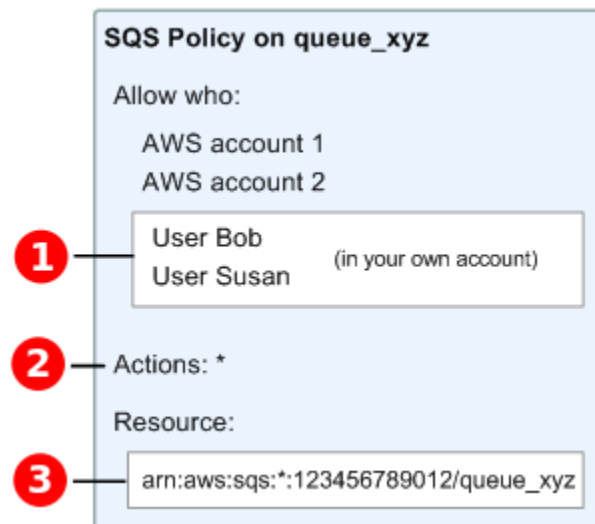 SQS Policy on queue_xyz
Allow who:
AWS account 1
AWS account 2
1
User Bob
User Susan
(in your own account)
2
Actions: *
Resource:
3
arn:aws:sqs:*:123456789012/queue_xyz